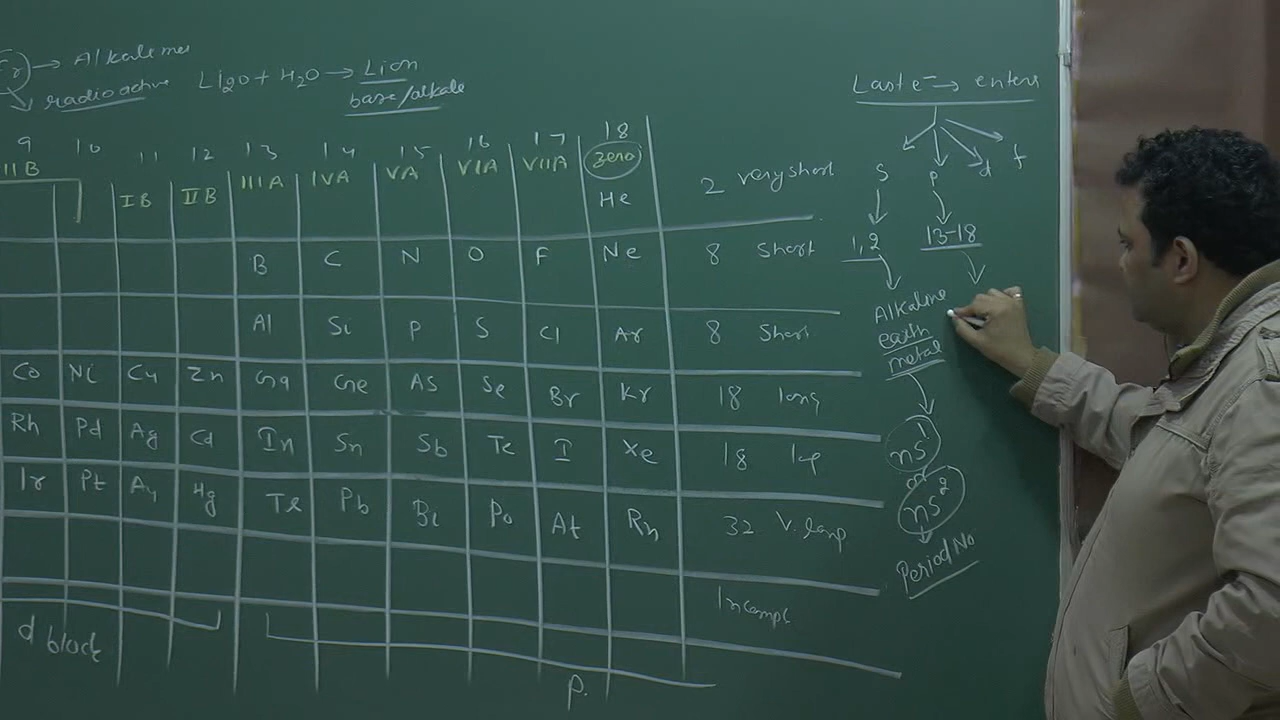 Fr → Alkaleme
radioactive
Li2O + H2O → LiOH
base/alkale
9 10 11 12 13 14 15 16 17 18
IIB IB IIB IIIA IVA VA VIA VIIA Zero
He 2 very short
B C N O F Ne 8 Short
Al Si P S Cl Ar 8 Short
Co Ni Cu Zn Ga Ge As Se Br Kr 18 long
Rh Pd Ag Cd In Sn Sb Te I Xe 18
Ir Pt Au Hg Tl Pb Bi Po At Rn 32 V.long
d block
p.
Last e⁻ → enters
S P d f
1,2 13-18
Alkaline
earth
metal
ns¹
or
ns²
Period No